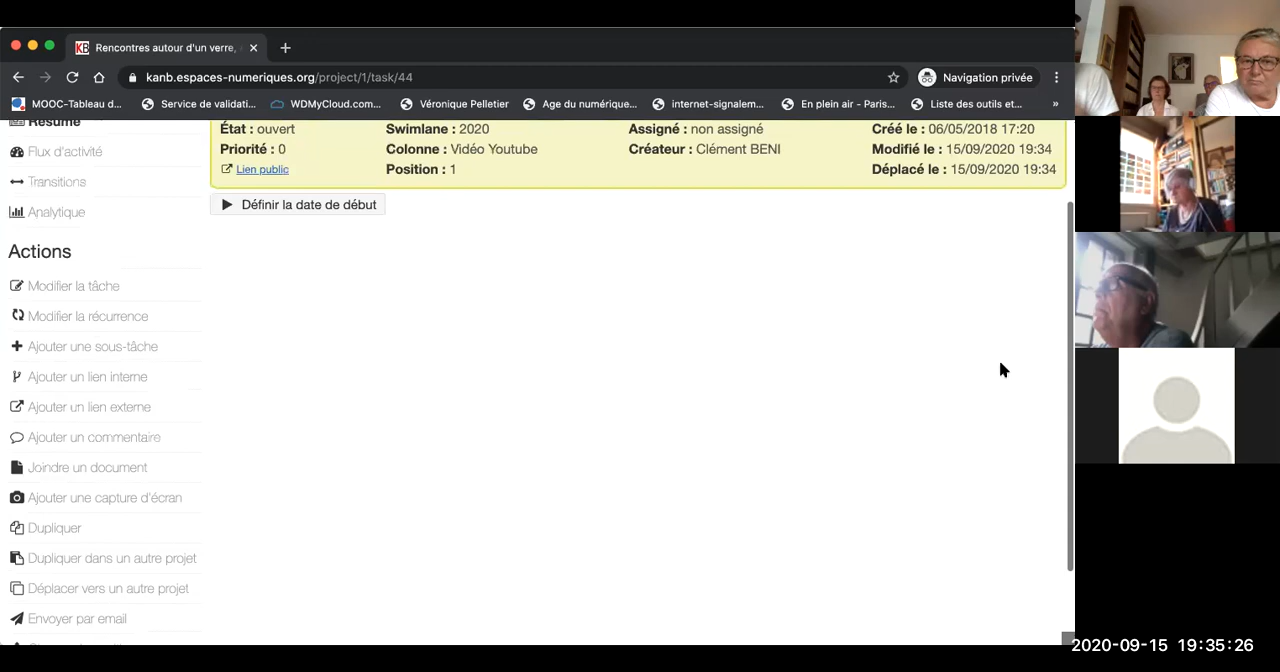 Rencontres autour d'un verre,
kanb.espaces-numeriques.org/project/1/task/44
Navigation privée
MOOC-Tableau d...
Service de validati...
WDMyCloud.com...
Véronique Pelletier
Age du numérique...
internet-signalem...
En plein air - Paris...
Liste des outils et...
»
Résumé
Flux d'activité
Transitions
Analytique
Actions
Modifier la tâche
Modifier la récurrence
Ajouter une sous-tâche
Ajouter un lien interne
Ajouter un lien externe
Ajouter un commentaire
Joindre un document
Ajouter une capture d'écran
Dupliquer
Dupliquer dans un autre projet
Déplacer vers un autre projet
Envoyer par email
État : ouvert
Priorité : 0
Lien public
Swimlane : 2020
Colonne : Vidéo Youtube
Position : 1
Assigné : non assigné
Créateur : Clément BENI
Créé le : 06/05/2018 17:20
Modifié le : 15/09/2020 19:34
Déplacé le : 15/09/2020 19:34
Définir la date de début
2020-09-15 19:35:26